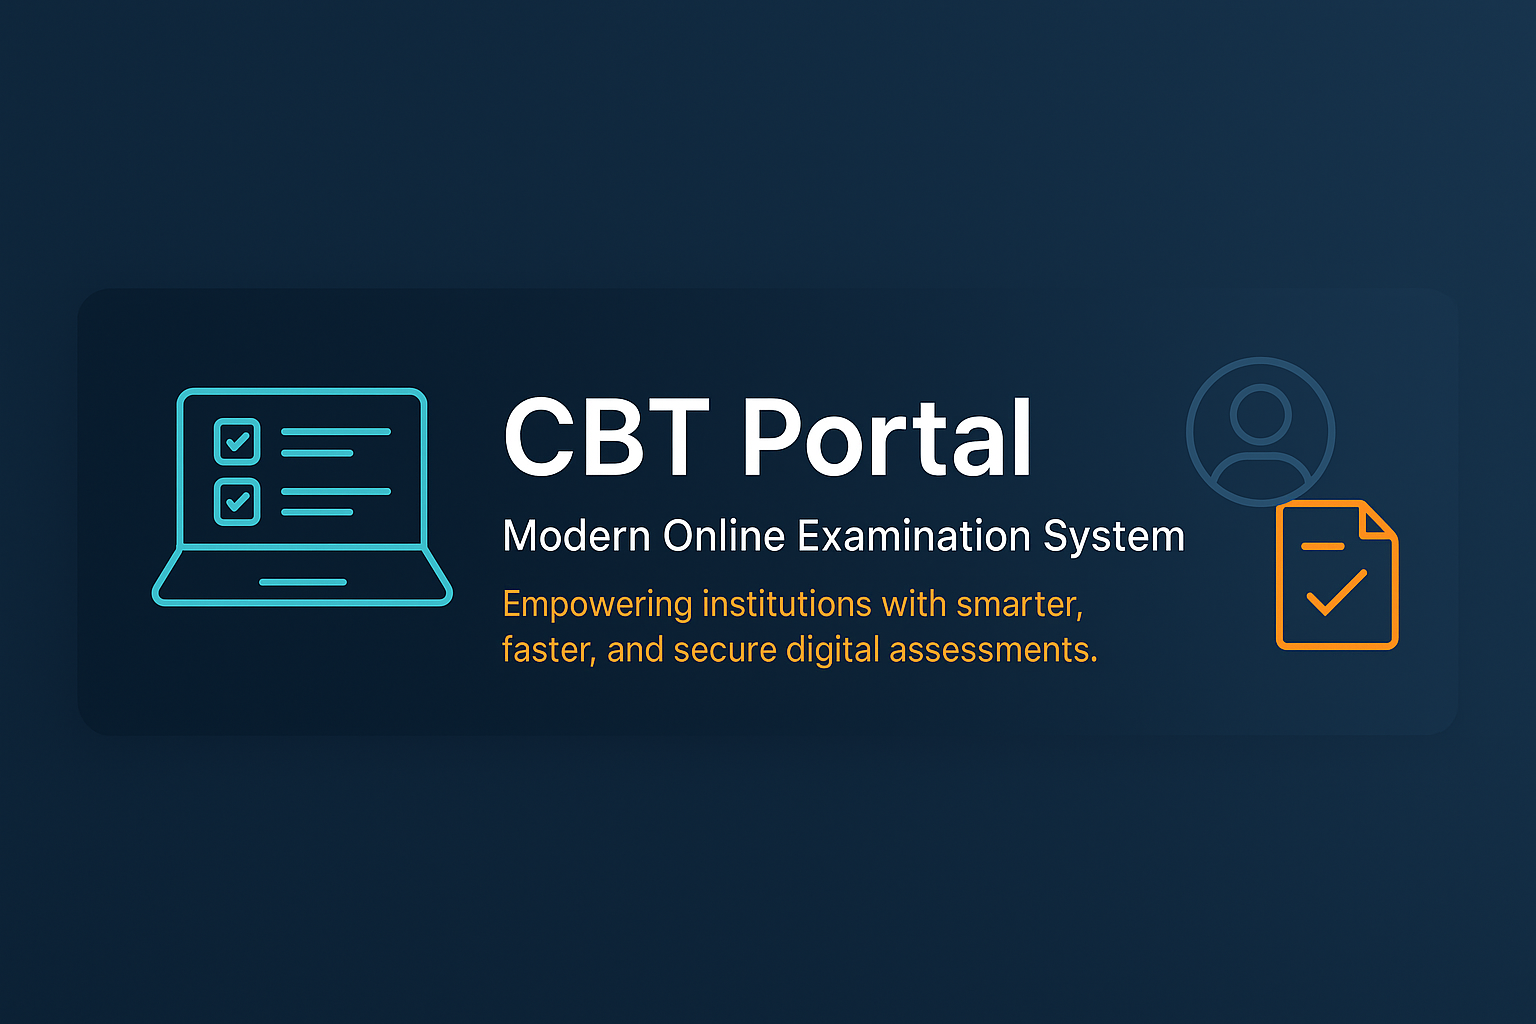 CBT Portal
Modern Online Examination System
Empowering institutions with smarter,
faster, and secure digital assessments.